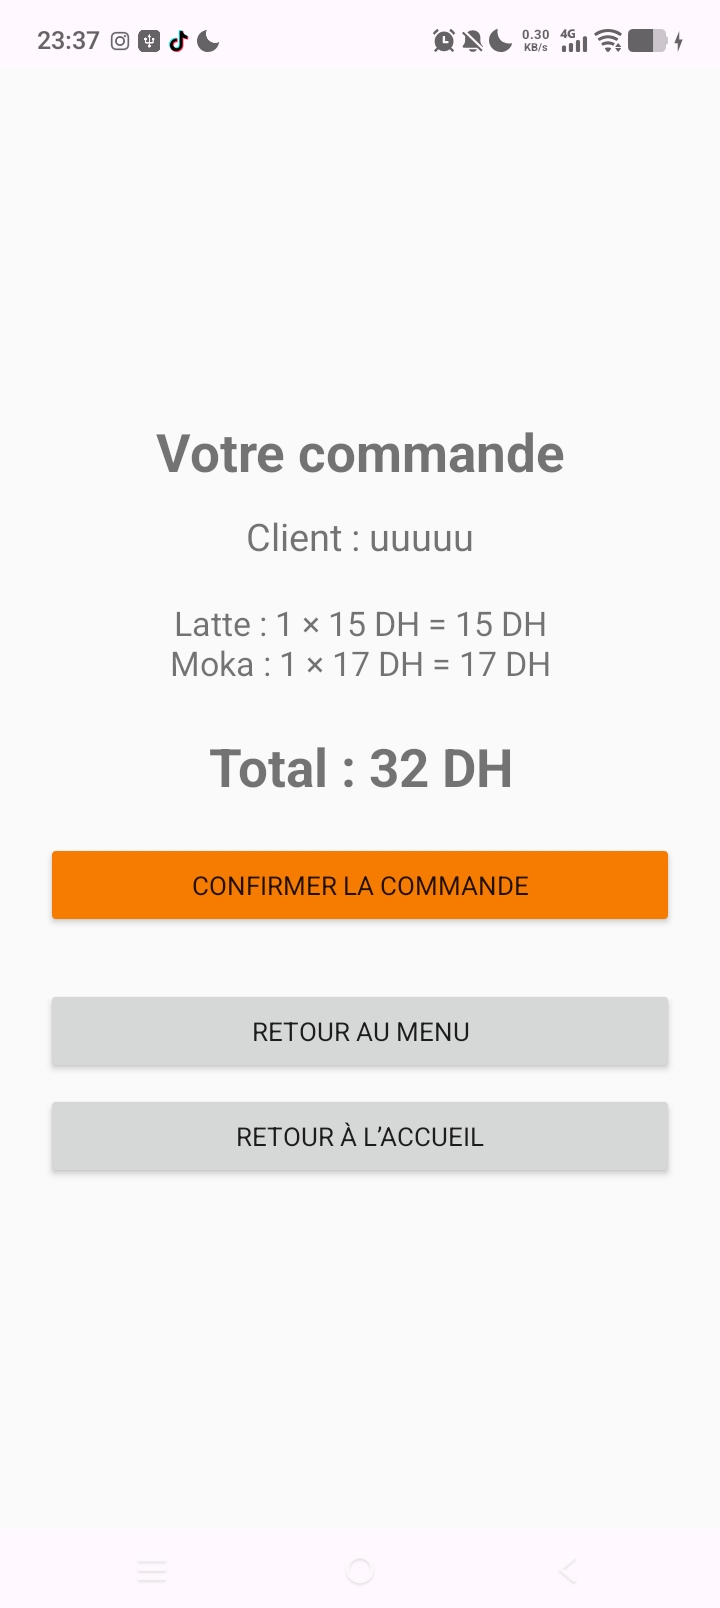 23:37
0.30 KB/s 4G
Votre commande
Client : uuuuu
Latte : 1 × 15 DH = 15 DH
Moka : 1 × 17 DH = 17 DH
Total : 32 DH
CONFIRMER LA COMMANDE
RETOUR AU MENU
RETOUR À L’ACCUEIL